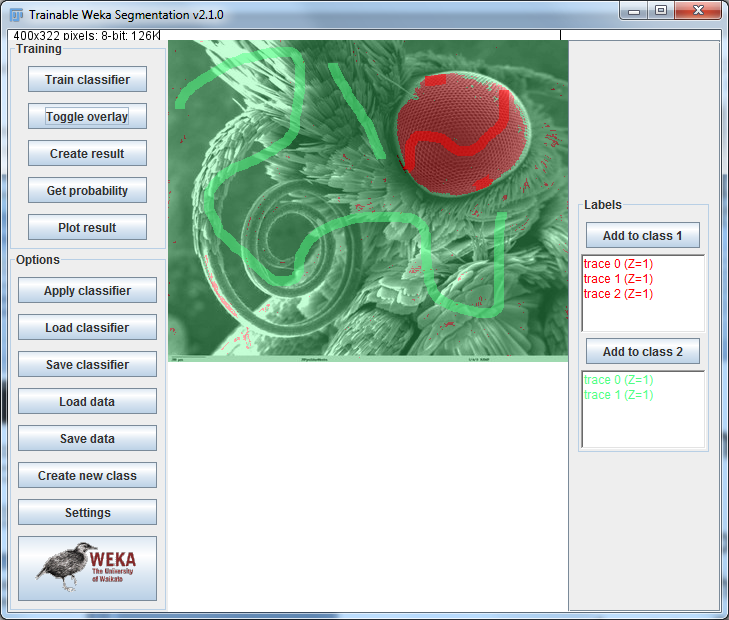 Trainable Weka Segmentation v2.1.0
400x322 pixels; 8-bit; 126K
Training
Train classifier
Toggle overlay
Create result
Get probability
Plot result
Options
Apply classifier
Load classifier
Save classifier
Load data
Save data
Create new class
Settings
WEKA
The University
of Waikato
Labels
Add to class 1
trace 0 (Z=1)
trace 1 (Z=1)
trace 2 (Z=1)
Add to class 2
trace 0 (Z=1)
trace 1 (Z=1)